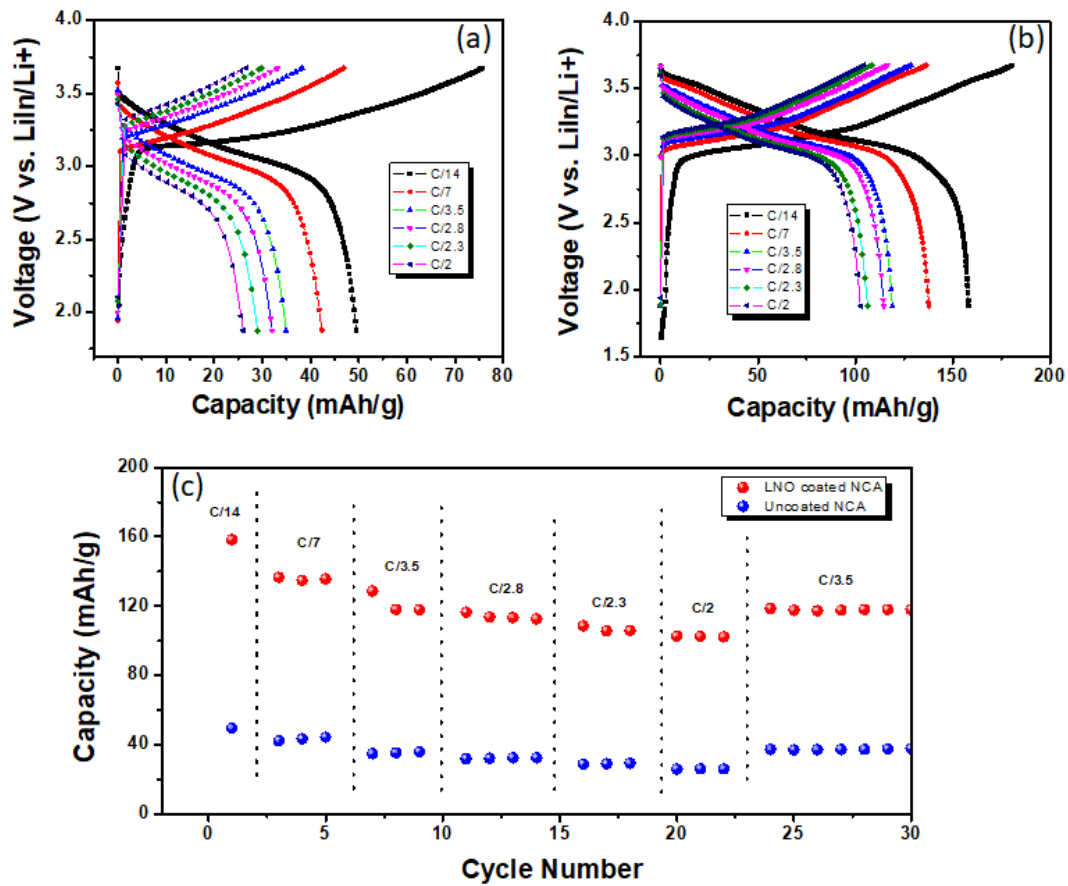 (a)
Voltage (V vs. LiIn/Li+)
4.0
3.5
3.0
2.5
2.0
C/14
C/7
C/3.5
C/2.8
C/2.3
C/2
0 10 20 30 40 50 60 70 80
Capacity (mAh/g)
(b)
Voltage (V vs. LiIn/Li+)
4.0
3.5
3.0
2.5
2.0
1.5
C/14
C/7
C/3.5
C/2.8
C/2.3
C/2
0 50 100 150 200
Capacity (mAh/g)
(c)
Capacity (mAh/g)
200
160
120
80
40
0
LNO coated NCA
Uncoated NCA
C/14
C/7
C/3.5
C/2.8
C/2.3
C/2
C/3.5
0 5 10 15 20 25 30
Cycle Number